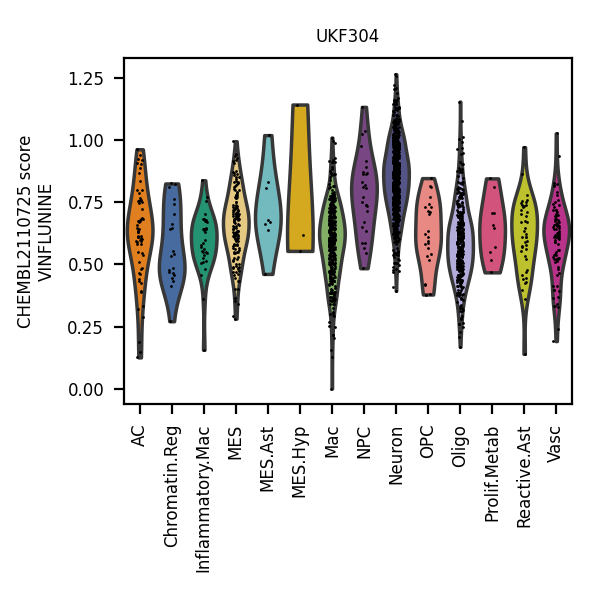 UKF304
CHEMBL2110725 score
VINFLUNINE
1.25
1.00
0.75
0.50
0.25
0.00
AC
Chromatin.Reg
Inflammatory.Mac
MES
MES.Ast
MES.Hyp
Mac
NPC
Neuron
OPC
Oligo
Prolif.Metab
Reactive.Ast
Vasc